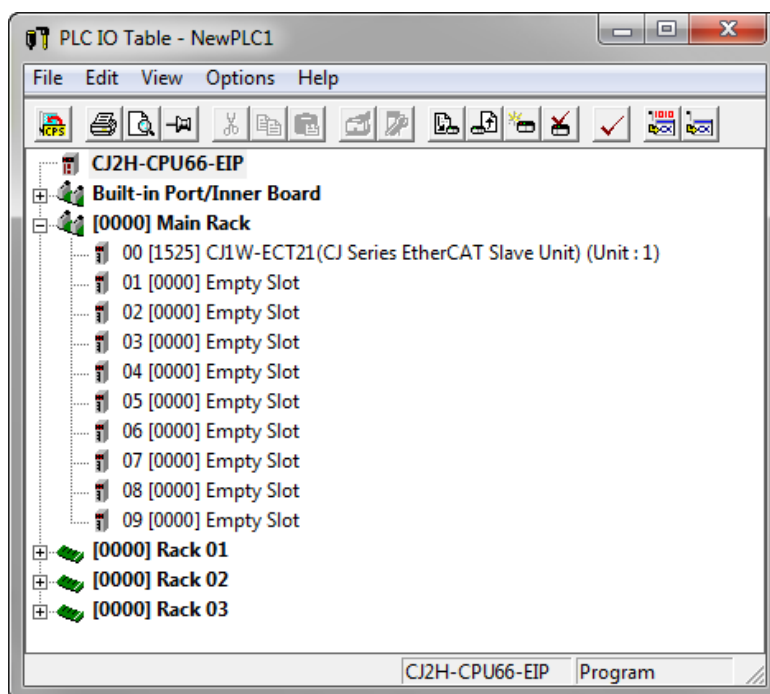 PLC IO Table - NewPLC1
File Edit View Options Help
CPS 1010
CJ2H-CPU66-EIP
Built-in Port/Inner Board
[0000] Main Rack
00 [1525] CJ1W-ECT21(CJ Series EtherCAT Slave Unit) (Unit : 1)
01 [0000] Empty Slot
02 [0000] Empty Slot
03 [0000] Empty Slot
04 [0000] Empty Slot
05 [0000] Empty Slot
06 [0000] Empty Slot
07 [0000] Empty Slot
08 [0000] Empty Slot
09 [0000] Empty Slot
[0000] Rack 01
[0000] Rack 02
[0000] Rack 03
CJ2H-CPU66-EIP Program